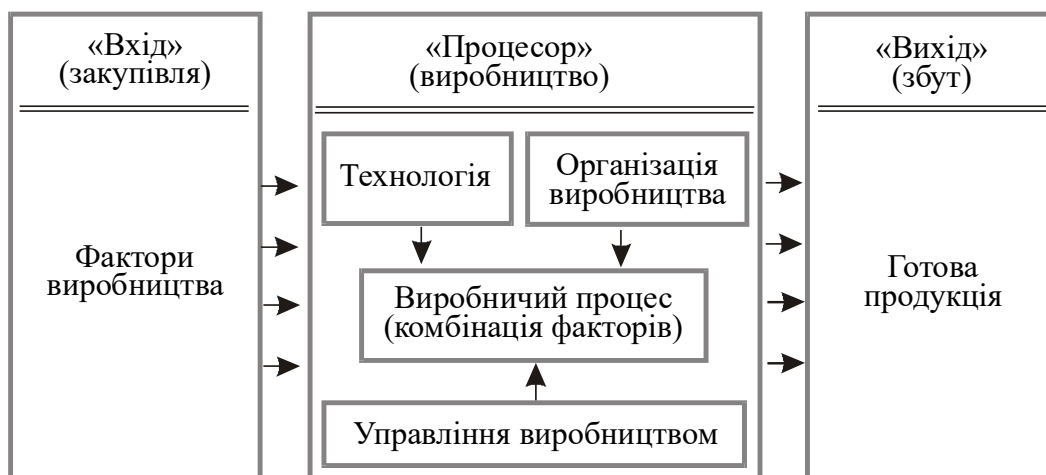 «Вхід»
(закупівля)
Фактори
виробництва
«Процесор»
(виробництво)
Технологія
Організація
виробництва
Виробничий процес
(комбінація факторів)
Управління виробництвом
«Вихід»
(збут)
Готова
продукція